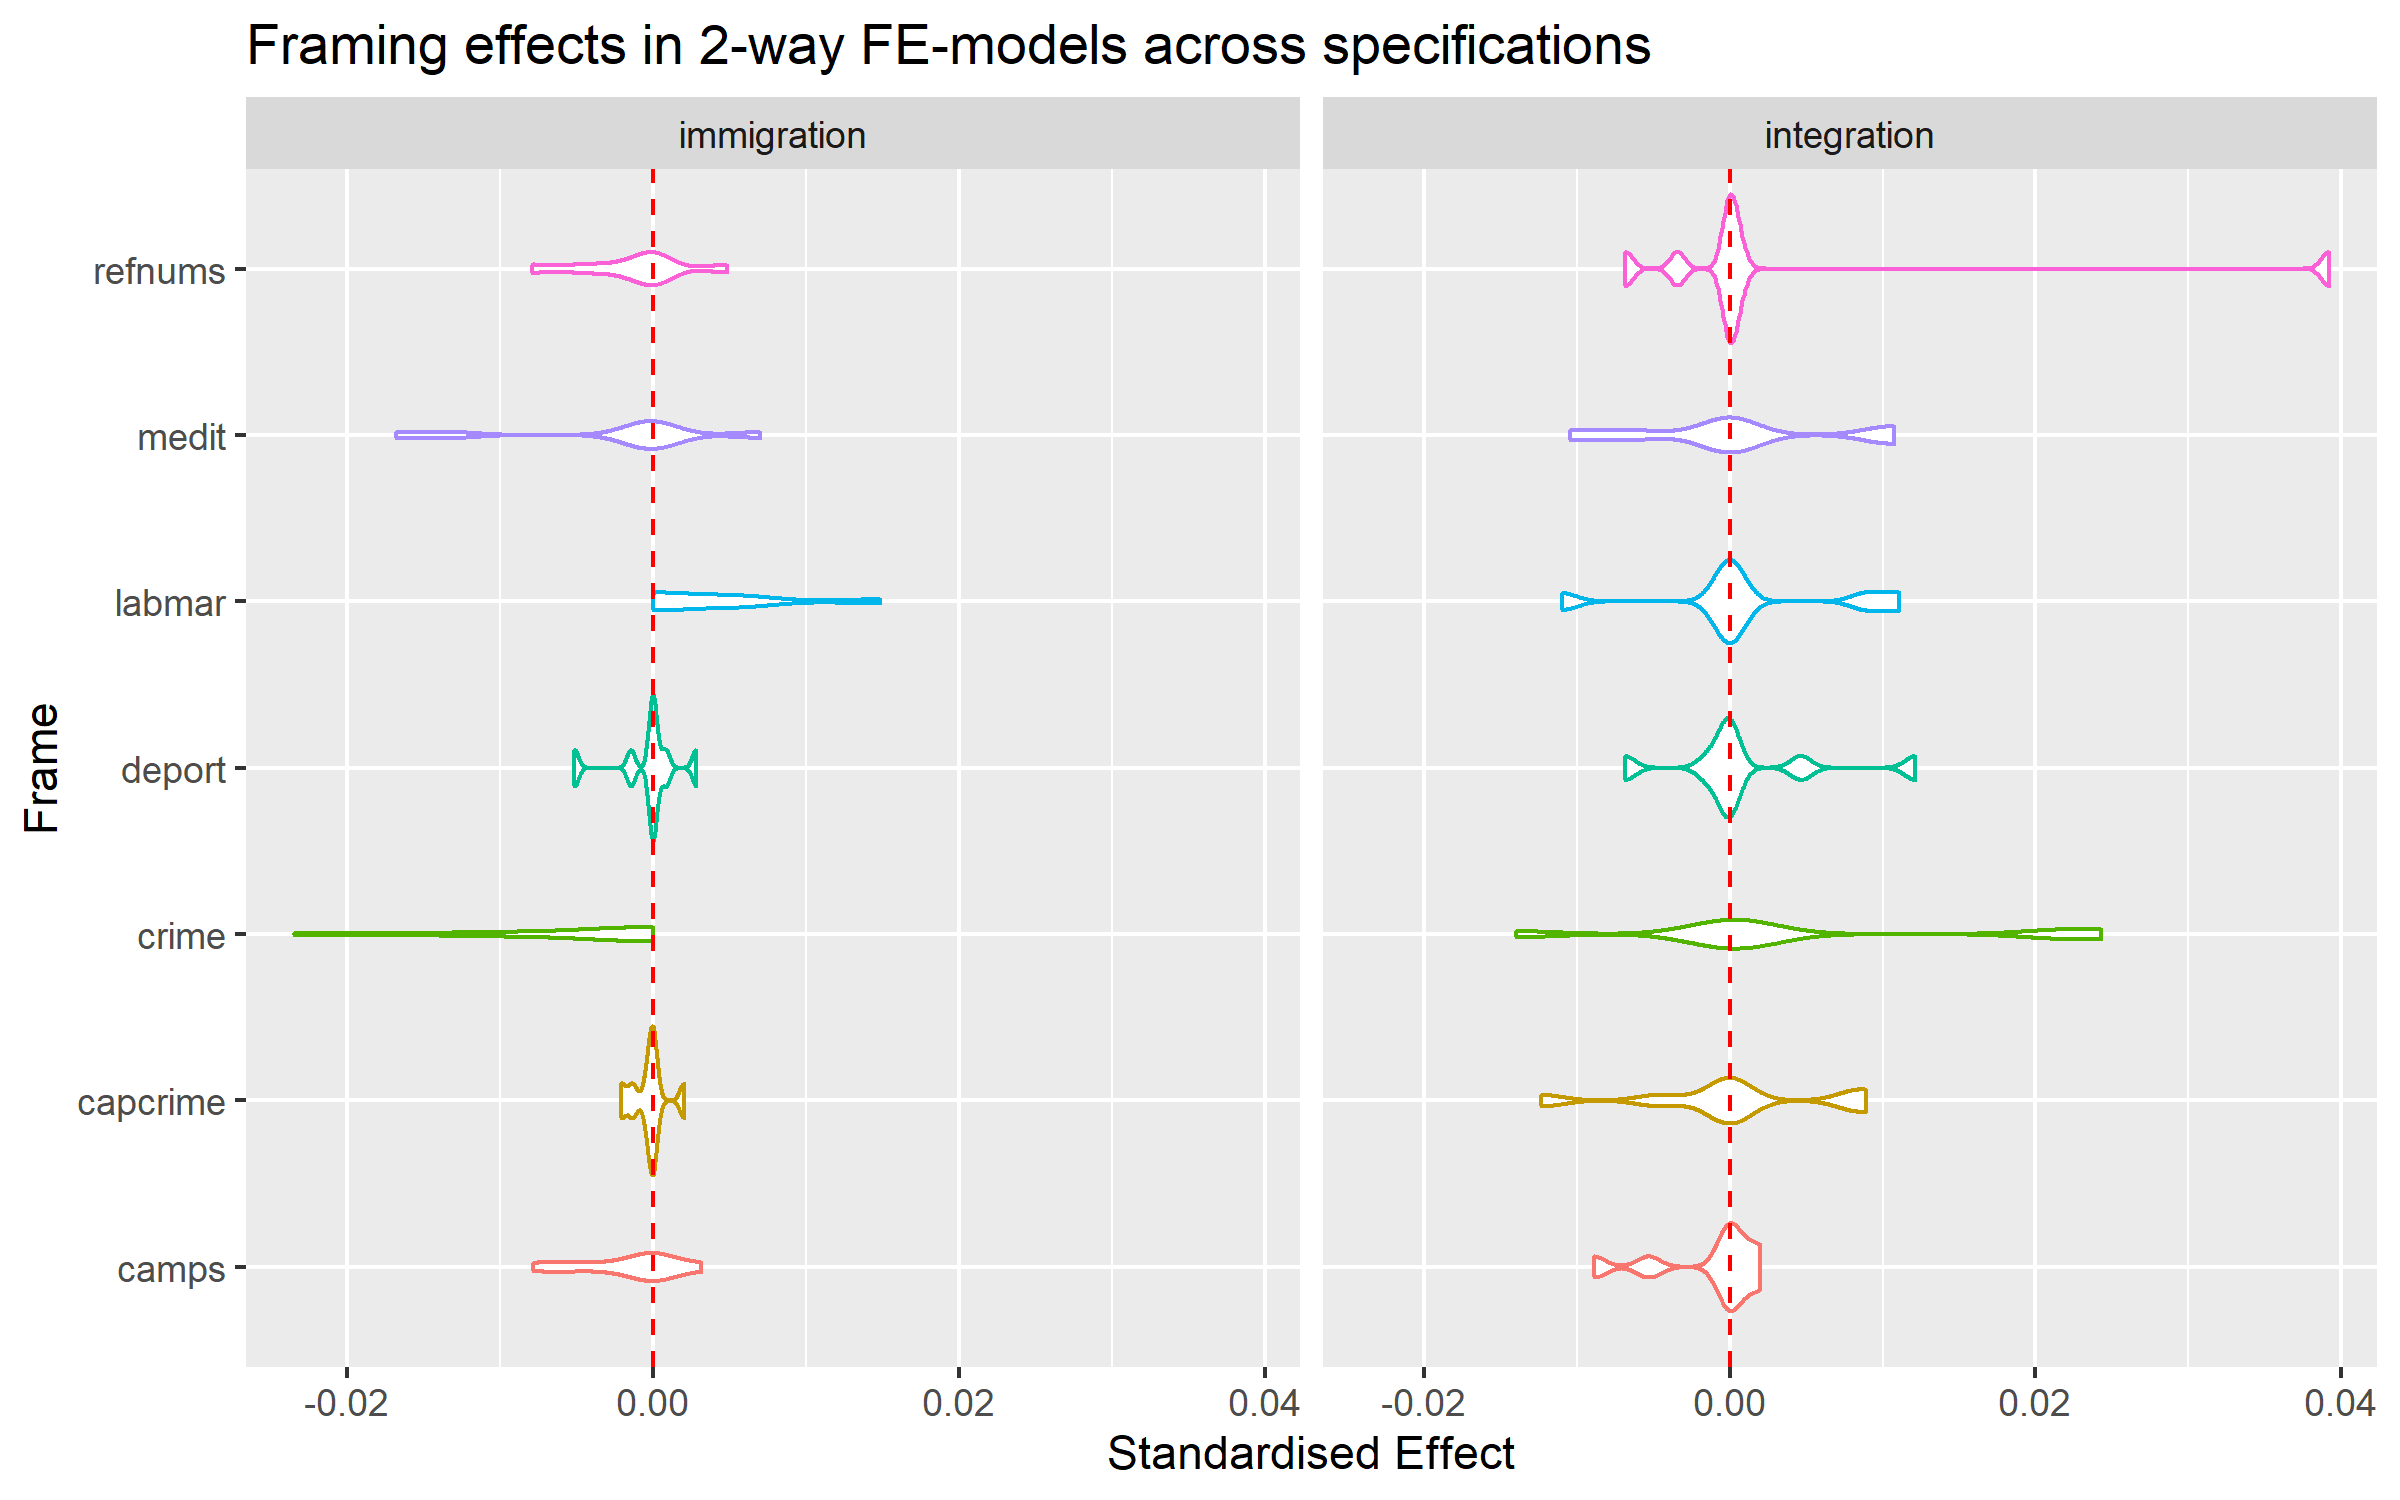 Framing effects in 2-way FE-models across specifications
immigration
integration
refnums
medit
labmar
deport
crime
capcrime
camps
Frame
-0.02 0.00 0.02 0.04
-0.02 0.00 0.02 0.04
Standardised Effect